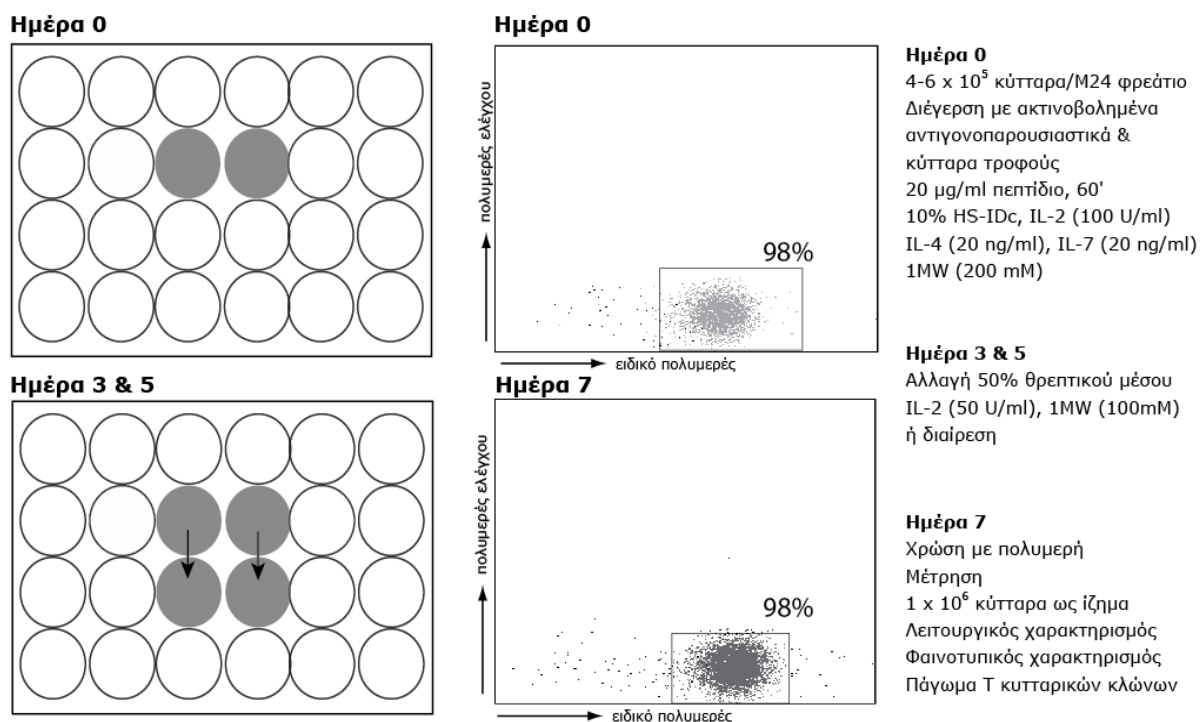 Ημέρα 0
Ημέρα 0
πολυμερές ελέγχου
98%
ειδικό πολυμερές
Ημέρα 0
4-6 x 10⁵ κύτταρα/M24 φρεάτιο
Διέγερση με ακτινοβολημένα
αντιγονοπαρουσιαστικά &
κύτταρα τροφούς
20 μg/ml πεπτίδιο, 60'
10% HS-IDc, IL-2 (100 U/ml)
IL-4 (20 ng/ml), IL-7 (20 ng/ml)
1MW (200 mM)
Ημέρα 3 & 5
Ημέρα 7
πολυμερές ελέγχου
98%
ειδικό πολυμερές
Ημέρα 3 & 5
Αλλαγή 50% θρεπτικού μέσου
IL-2 (50 U/ml), 1MW (100mM)
ή διαίρεση
Ημέρα 7
Χρώση με πολυμερή
Μέτρηση
1 x 10⁶ κύτταρα ως ίζημα
Λειτουργικός χαρακτηρισμός
Φαινοτυπικός χαρακτηρισμός
Πάγωμα Τ κυτταρικών κλώνων